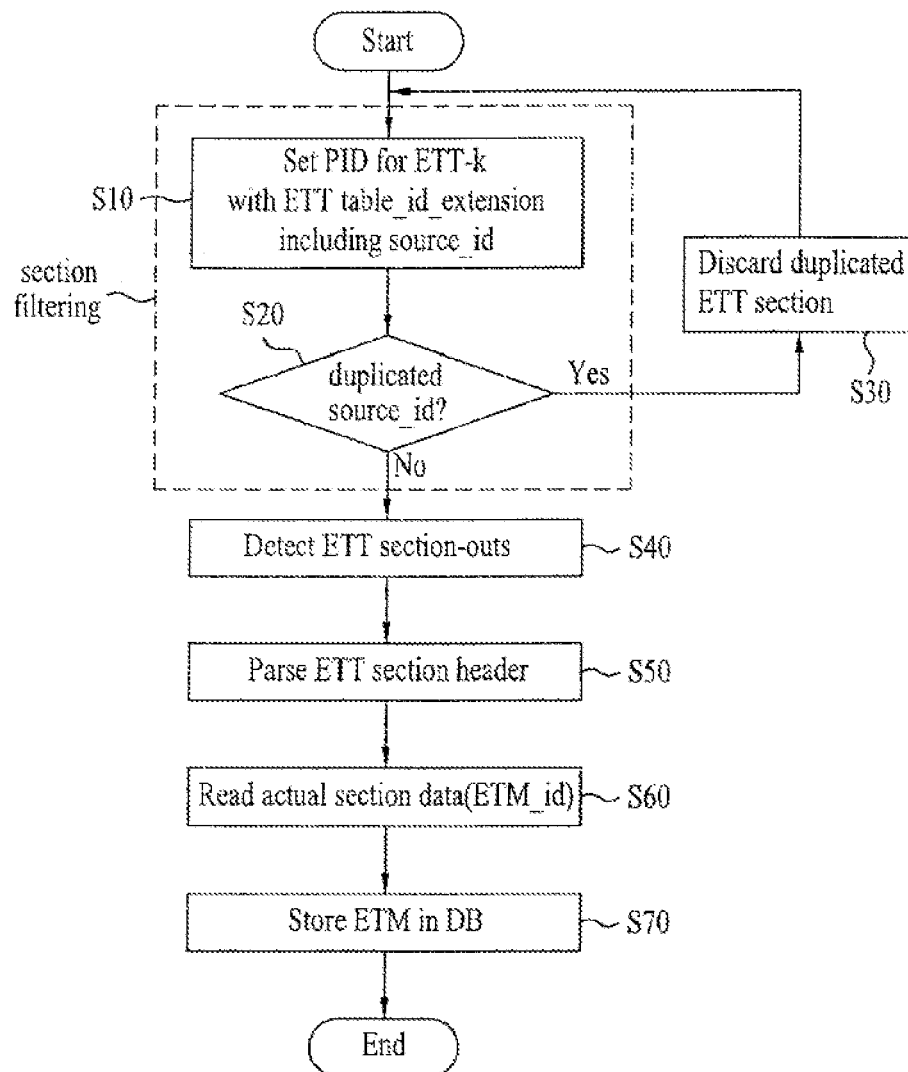 Start
Set PID for ETT-k
with ETT table_id_extension
including source_id
S10
section
filtering
Discard duplicated
ETT section
S30
S20
duplicated
source_id?
Yes
No
Detect ETT section-outs
S40
Parse ETT section header
S50
Read actual section data(ETM_id)
S60
Store ETM in DB
S70
End